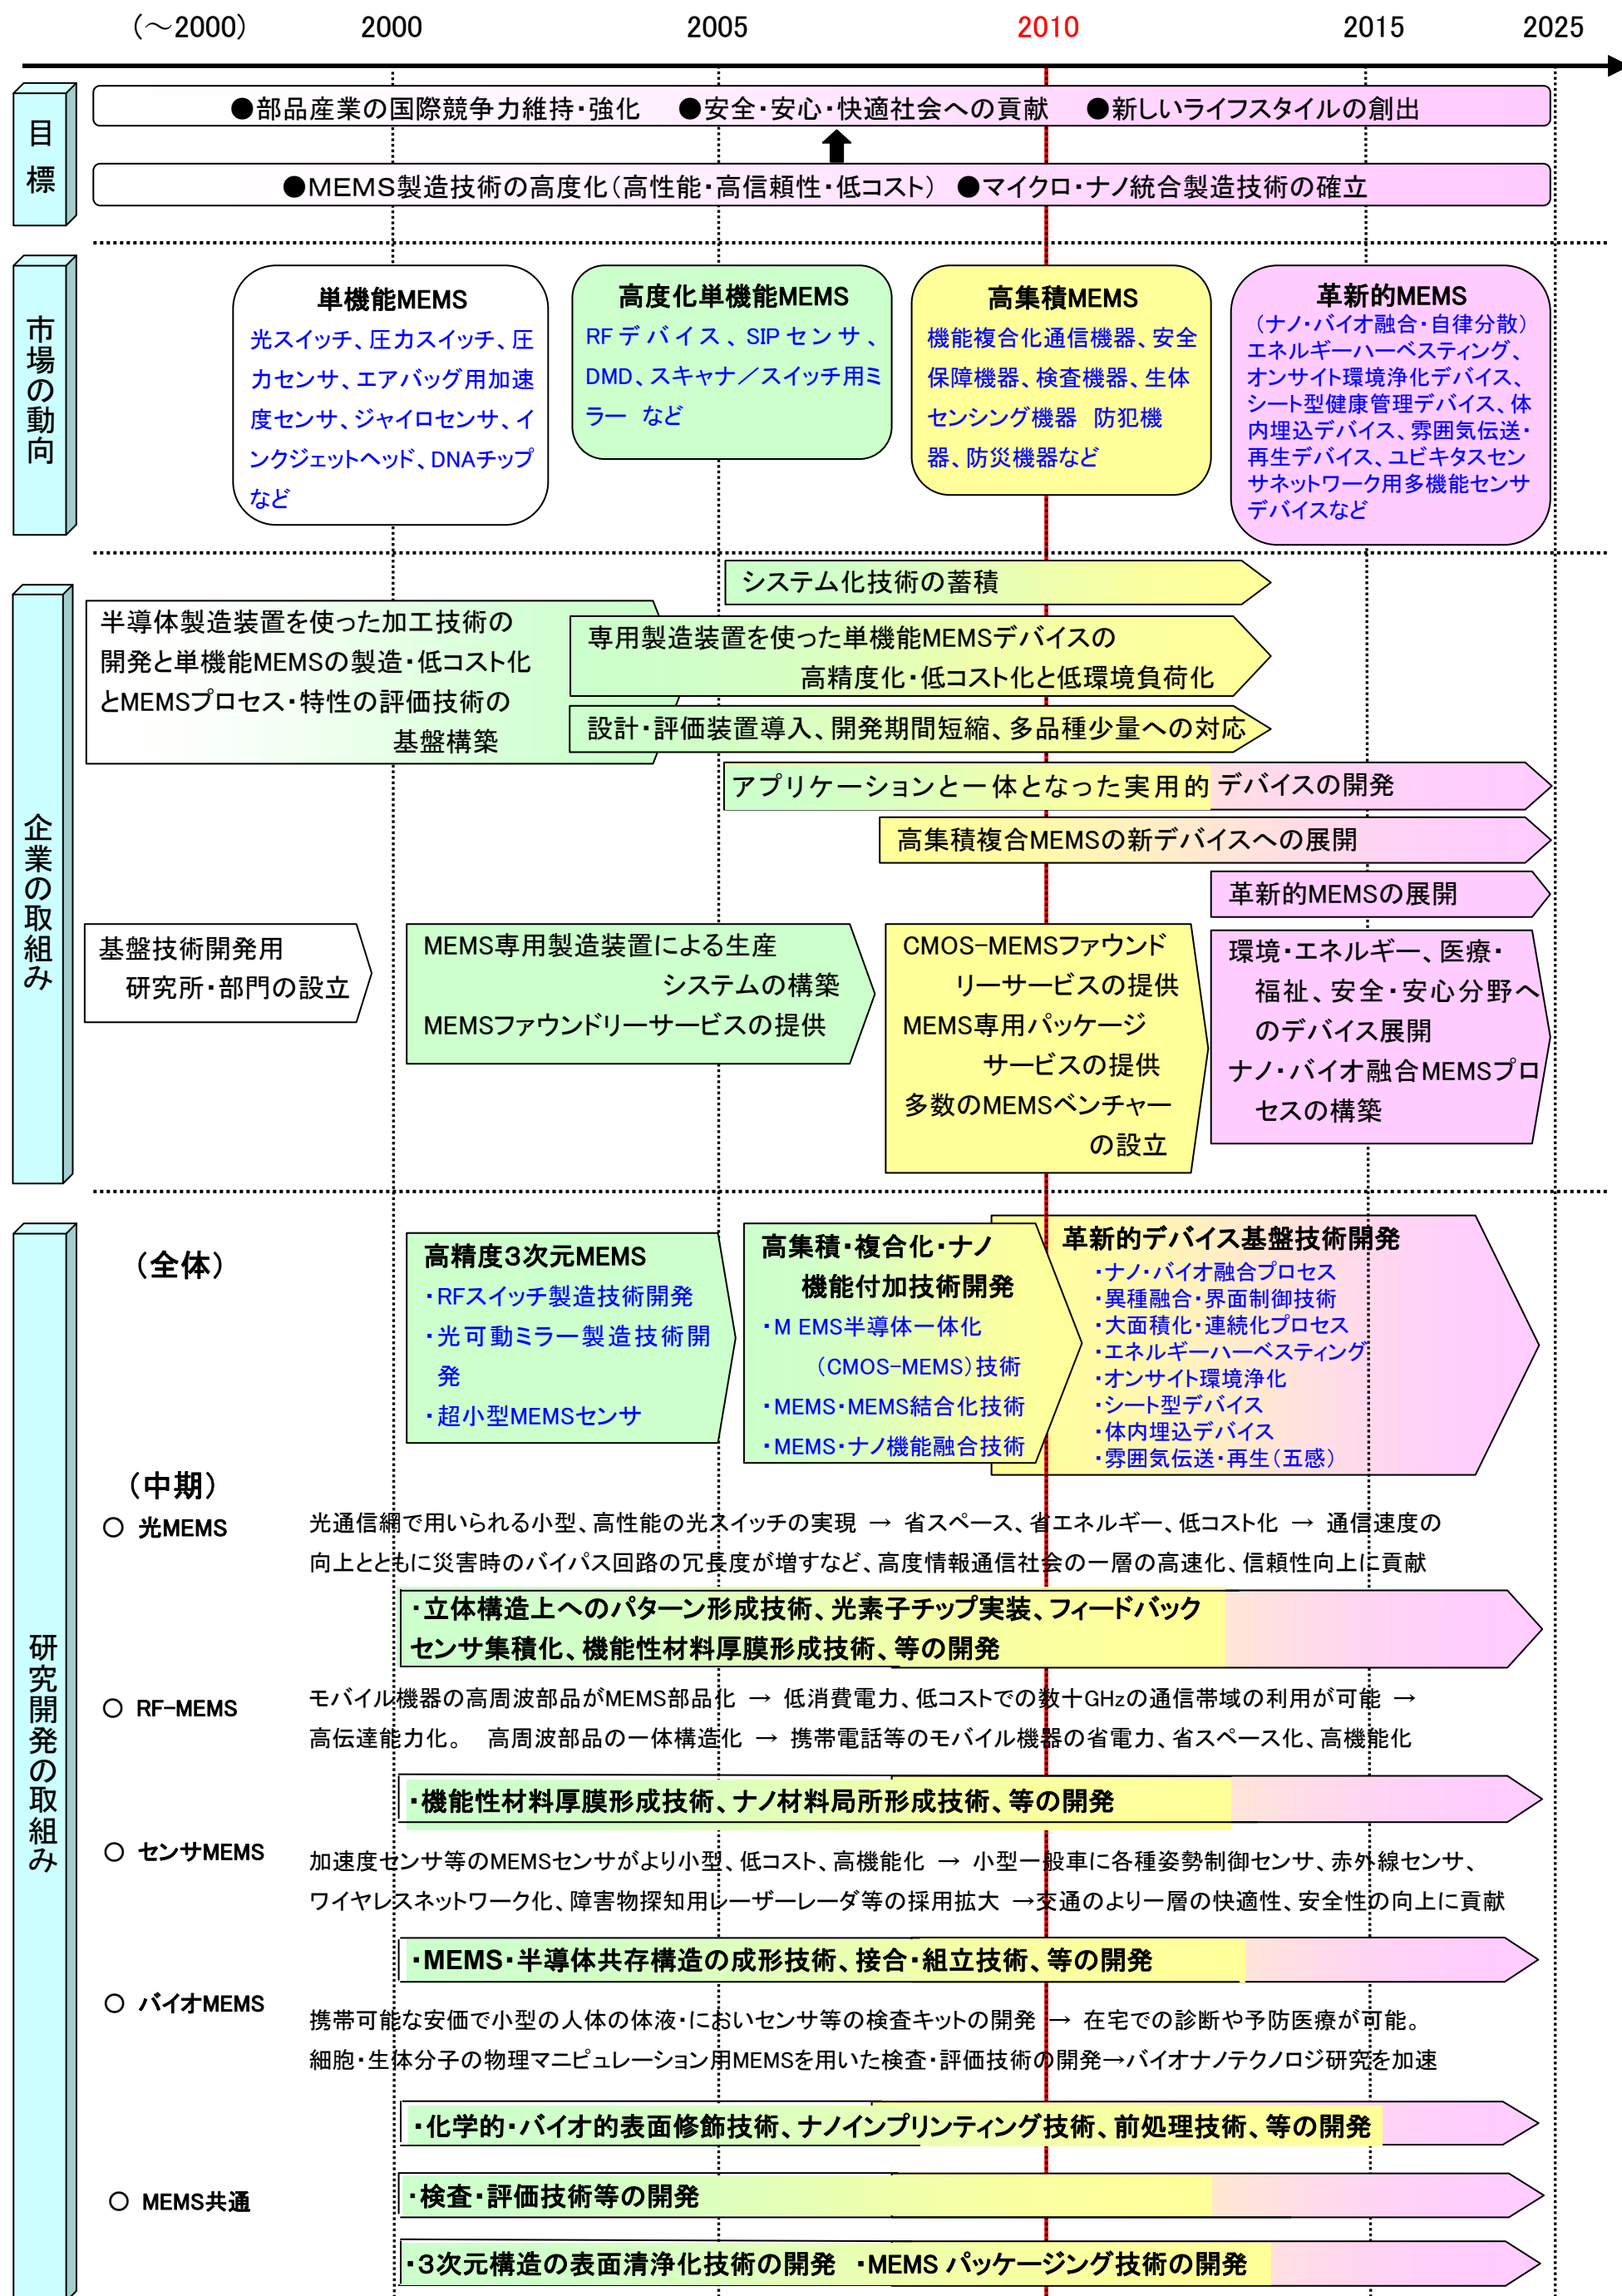 (～2000)
2000
2005
2010
2015
2025
目標
●部品産業の国際競争力維持・強化　●安全・安心・快適社会への貢献　●新しいライフスタイルの創出
●MEMS製造技術の高度化(高性能・高信頼性・低コスト)　●マイクロ・ナノ統合製造技術の確立
市場の動向
単機能MEMS
光スイッチ、圧力スイッチ、圧
力センサ、エアバッグ用加速
度センサ、ジャイロセンサ、イ
ンクジェットヘッド、DNAチップ
など
高度化単機能MEMS
RFデバイス、SIPセンサ、
DMD、スキャナ／スイッチ用ミ
ラー　など
高集積MEMS
機能複合化通信機器、安全
保障機器、検査機器、生体
センシング機器　防犯機
器、防災機器など
革新的MEMS
(ナノ・バイオ融合・自律分散)
エネルギーハーベスティング、
オンサイト環境浄化デバイス、
シート型健康管理デバイス、体
内埋込デバイス、雰囲気伝送・
再生デバイス、ユビキタスセン
サネットワーク用多機能センサ
デバイスなど
企業の取組み
システム化技術の蓄積
半導体製造装置を使った加工技術の
開発と単機能MEMSの製造・低コスト化
とMEMSプロセス・特性の評価技術の
基盤構築
専用製造装置を使った単機能MEMSデバイスの
高精度化・低コスト化と低環境負荷化
設計・評価装置導入、開発期間短縮、多品種少量への対応
アプリケーションと一体となった実用的デバイスの開発
高集積複合MEMSの新デバイスへの展開
革新的MEMSの展開
基盤技術開発用
研究所・部門の設立
MEMS専用製造装置による生産
システムの構築
MEMSファウンドリーサービスの提供
CMOS-MEMSファウンド
リーサービスの提供
MEMS専用パッケージ
サービスの提供
多数のMEMSベンチャー
の設立
環境・エネルギー、医療・
福祉、安全・安心分野へ
のデバイス展開
ナノ・バイオ融合MEMSプロ
セスの構築
研究開発の取組み
(全体)
高精度3次元MEMS
・RFスイッチ製造技術開発
・光可動ミラー製造技術開
発
・超小型MEMSセンサ
高集積・複合化・ナノ
機能付加技術開発
・M EMS半導体一体化
(CMOS-MEMS)技術
・MEMS・MEMS結合化技術
・MEMS・ナノ機能融合技術
革新的デバイス基盤技術開発
・ナノ・バイオ融合プロセス
・異種融合・界面制御技術
・大面積化・連続化プロセス
・エネルギーハーベスティング
・オンサイト環境浄化
・シート型デバイス
・体内埋込デバイス
・雰囲気伝送・再生(五感)
(中期)
○ 光MEMS
光通信網で用いられる小型、高性能の光スイッチの実現 → 省スペース、省エネルギー、低コスト化 → 通信速度の
向上とともに災害時のバイパス回路の冗長度が増すなど、高度情報通信社会の一層の高速化、信頼性向上に貢献
・立体構造上へのパターン形成技術、光素子チップ実装、フィードバック
センサ集積化、機能性材料厚膜形成技術、等の開発
○ RF-MEMS
モバイル機器の高周波部品がMEMS部品化 → 低消費電力、低コストでの数十GHzの通信帯域の利用が可能 →
高伝達能力化。　高周波部品の一体構造化 → 携帯電話等のモバイル機器の省電力、省スペース化、高機能化
・機能性材料厚膜形成技術、ナノ材料局所形成技術、等の開発
○ センサMEMS
加速度センサ等のMEMSセンサがより小型、低コスト、高機能化 → 小型一般車に各種姿勢制御センサ、赤外線センサ、
ワイヤレスネットワーク化、障害物探知用レーザーレーダ等の採用拡大 →交通のより一層の快適性、安全性の向上に貢献
・MEMS・半導体共存構造の成形技術、接合・組立技術、等の開発
○ バイオMEMS
携帯可能な安価で小型の人体の体液・においセンサ等の検査キットの開発 → 在宅での診断や予防医療が可能。
細胞・生体分子の物理マニピュレーション用MEMSを用いた検査・評価技術の開発→バイオナノテクノロジ研究を加速
・化学的・バイオ的表面修飾技術、ナノインプリンティング技術、前処理技術、等の開発
○ MEMS共通
・検査・評価技術等の開発
・3次元構造の表面清浄化技術の開発　・MEMS パッケージング技術の開発